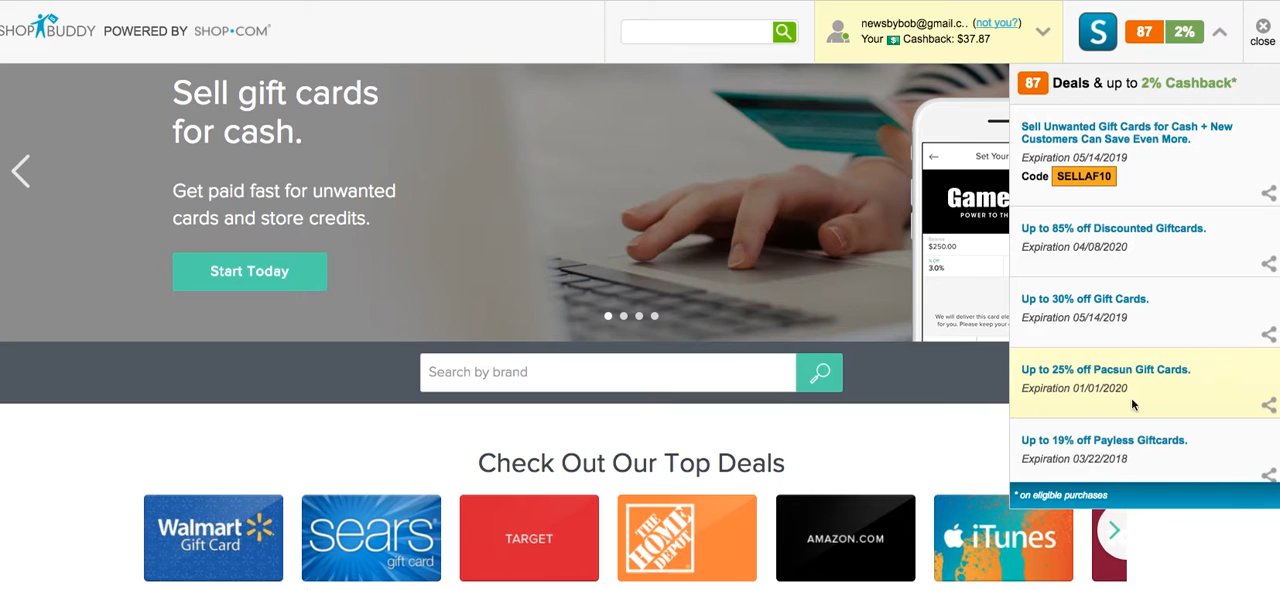 SHOP BUDDY POWERED BY SHOP•COM®
newsbybob@gmail.c.. (not you?)
Your Cashback: $37.87
S
87 2%
close
87 Deals & up to 2% Cashback*
Sell Unwanted Gift Cards for Cash + New
Customers Can Save Even More.
Expiration 05/14/2019
Code SELLAF10
Up to 85% off Discounted Giftcards.
Expiration 04/08/2020
Up to 30% off Gift Cards.
Expiration 05/14/2019
Up to 25% off Pacsun Gift Cards.
Expiration 01/01/2020
Up to 19% off Payless Giftcards.
Expiration 03/22/2018
* on eligible purchases
Sell gift cards
for cash.
Get paid fast for unwanted
cards and store credits.
Start Today
Set Your
Game
POWER TO TH
$250.00
3.0%
We will deliver this card ele
for you. Please keep your
Search by brand
Check Out Our Top Deals
Walmart
Gift Card
sears
gift card
TARGET
THE
HOME
DEPOT
AMAZON.COM
iTunes